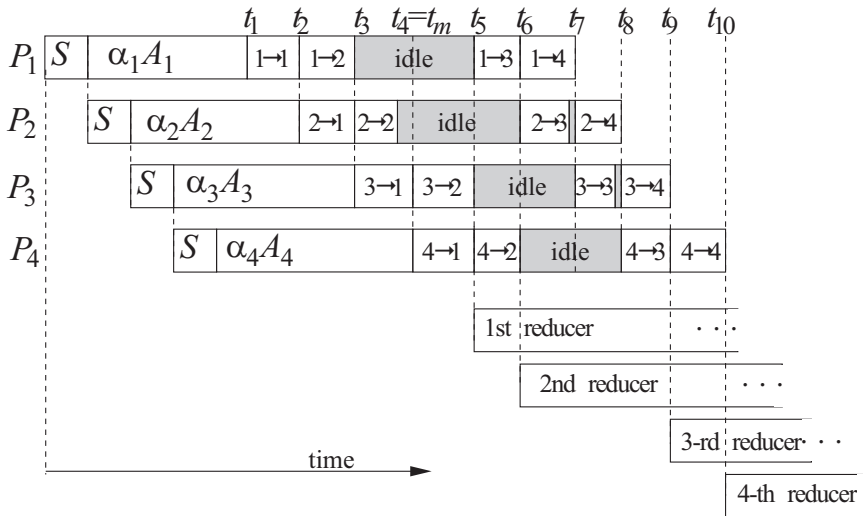 t1 t2 t3 t4=tm t5 t6 t7 t8 t9 t10
P1 S α1A1 1→1 1→2 idle 1→3 1→4
P2 S α2A2 2→1 2→2 idle 2→3 2→4
P3 S α3A3 3→1 3→2 idle 3→3 3→4
P4 S α4A4 4→1 4→2 idle 4→3 4→4
1st reducer . . .
2nd reducer . . .
3-rd reducer . . .
time
4-th reducer